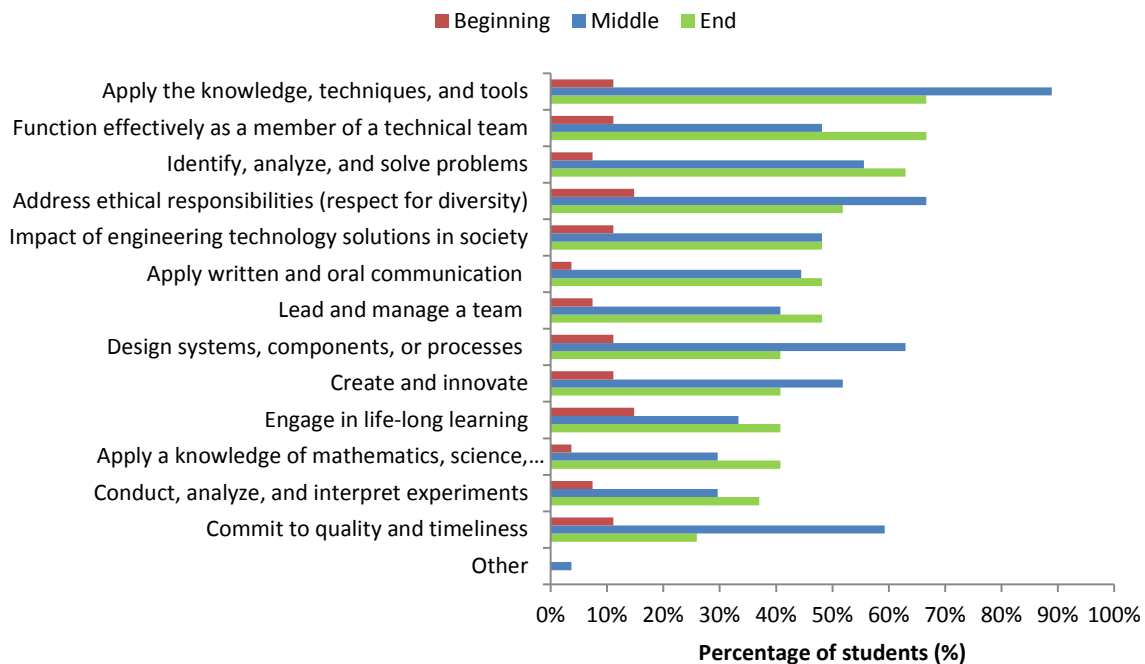 Beginning Middle End
Apply the knowledge, techniques, and tools
Function effectively as a member of a technical team
Identify, analyze, and solve problems
Address ethical responsibilities (respect for diversity)
Impact of engineering technology solutions in society
Apply written and oral communication
Lead and manage a team
Design systems, components, or processes
Create and innovate
Engage in life-long learning
Apply a knowledge of mathematics, science,...
Conduct, analyze, and interpret experiments
Commit to quality and timeliness
Other
0% 10% 20% 30% 40% 50% 60% 70% 80% 90% 100%
Percentage of students (%)